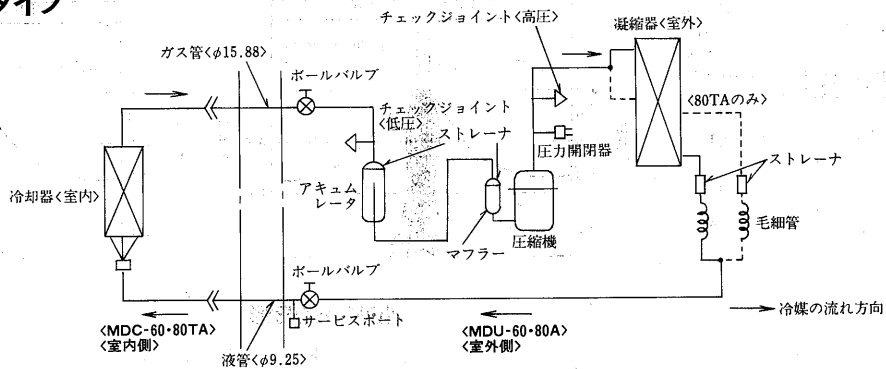 タイプ
チェックジョイント<高圧>
凝縮器<室外>
ガス管<φ15.88>
ボールバルブ
チェックジョイント
<低圧>
ストレーナ
<80TAのみ>
圧力開閉器
ストレーナ
冷却器<室内>
アキュム
レータ
毛細管
マフラー
圧縮機
ボールバルブ
サービスポート
冷媒の流れ方向
<MDC-60・80TA>
<室内側>
<MDU-60・80A>
<室外側>
液管<φ9.25>